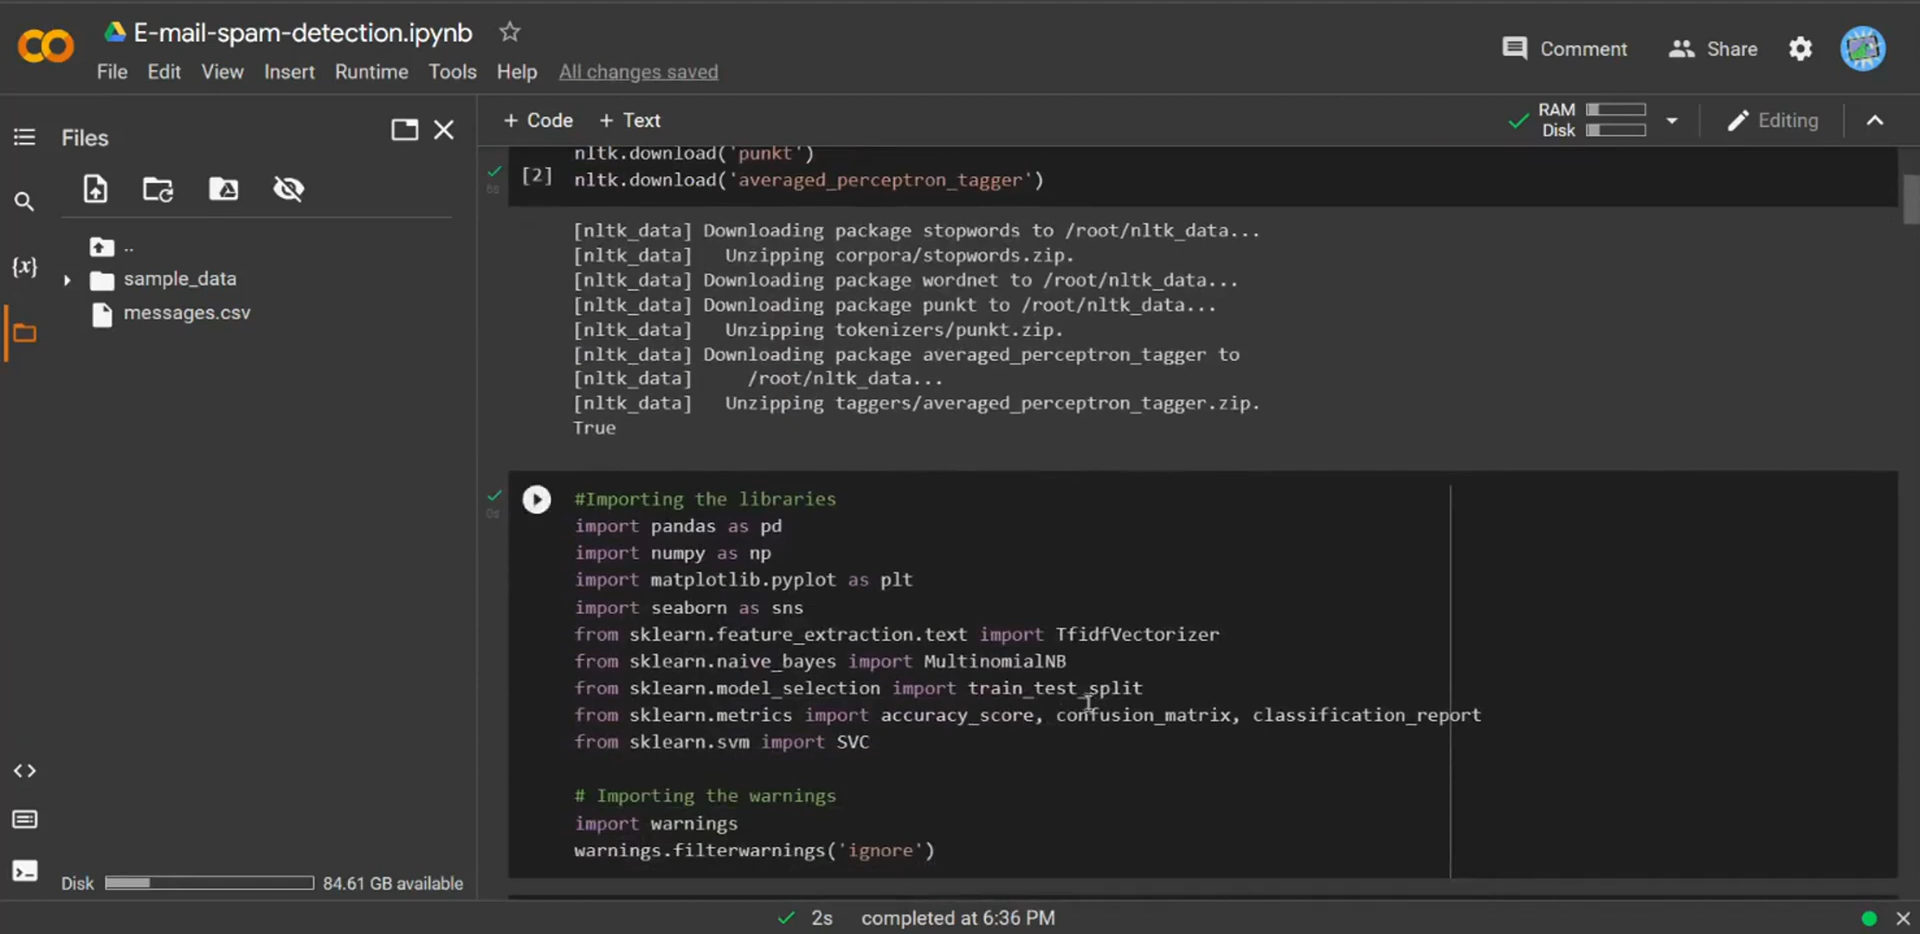 E-mail-spam-detection.ipynb
File Edit View Insert Runtime Tools Help All changes saved
Comment Share
Files
+ Code + Text
RAM
Disk
Editing
..
sample_data
messages.csv
{x}
<>
Disk 84.61 GB available
nltk.download('punkt')
[2] nltk.download('averaged_perceptron_tagger')
6s
[nltk_data] Downloading package stopwords to /root/nltk_data...
[nltk_data]   Unzipping corpora/stopwords.zip.
[nltk_data] Downloading package wordnet to /root/nltk_data...
[nltk_data] Downloading package punkt to /root/nltk_data...
[nltk_data]   Unzipping tokenizers/punkt.zip.
[nltk_data] Downloading package averaged_perceptron_tagger to
[nltk_data]     /root/nltk_data...
[nltk_data]   Unzipping taggers/averaged_perceptron_tagger.zip.
True
0s
#Importing the libraries
import pandas as pd
import numpy as np
import matplotlib.pyplot as plt
import seaborn as sns
from sklearn.feature_extraction.text import TfidfVectorizer
from sklearn.naive_bayes import MultinomialNB
from sklearn.model_selection import train_test_split
from sklearn.metrics import accuracy_score, confusion_matrix, classification_report
from sklearn.svm import SVC
# Importing the warnings
import warnings
warnings.filterwarnings('ignore')
2s completed at 6:36 PM